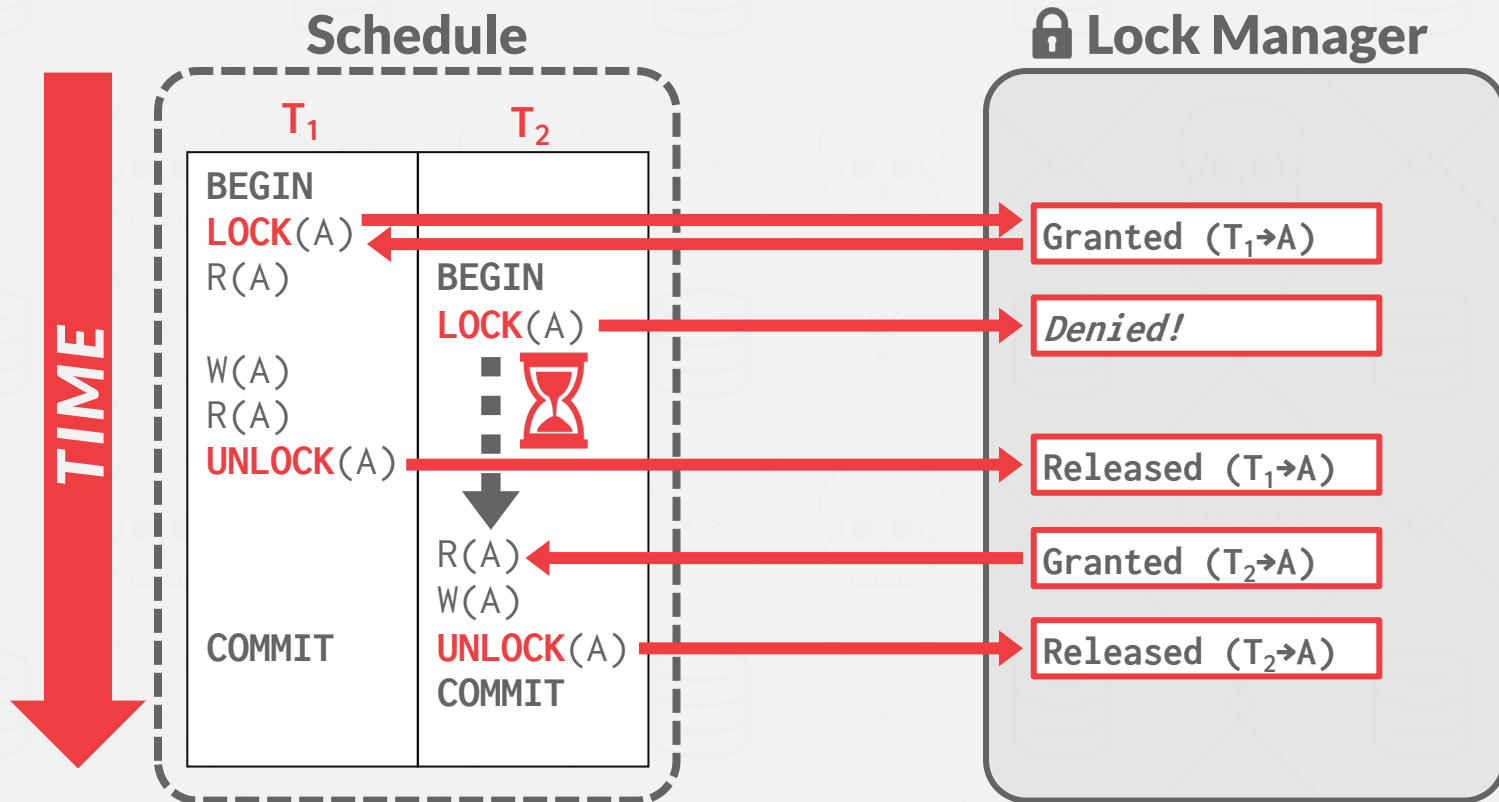 Schedule
Lock Manager
TIME
T₁ T₂
BEGIN
LOCK(A)
Granted (T₁→A)
R(A) BEGIN
LOCK(A)
Denied!
W(A)
R(A)
UNLOCK(A)
Released (T₁→A)
R(A)
Granted (T₂→A)
W(A)
COMMIT UNLOCK(A)
Released (T₂→A)
COMMIT